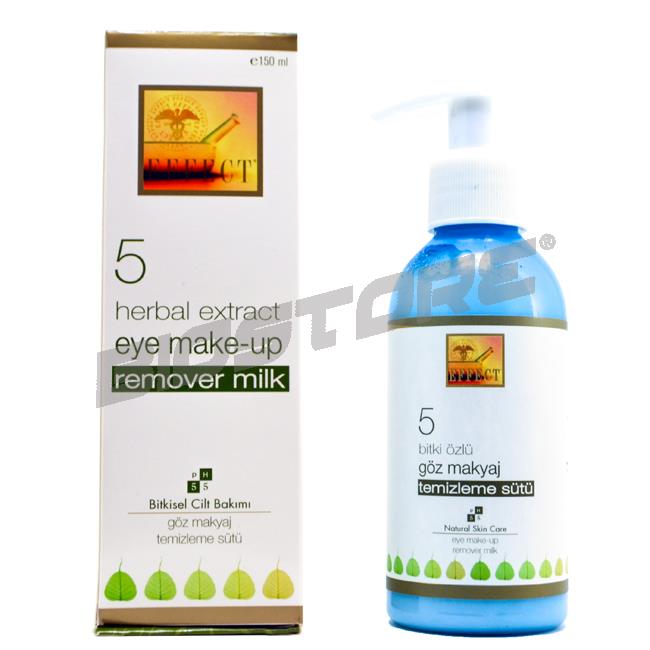 e150 ml
EFFECT
5
herbal extract
eye make-up
remover milk
PH
5 5
Bitkisel Cilt Bakımı
göz makyaj
temizleme sütü
EFFECT
5
bitki özlü
göz makyaj
temizleme sütü
PH
5 5
Natural Skin Care
eye make-up
remover milk
BIOSTORE®